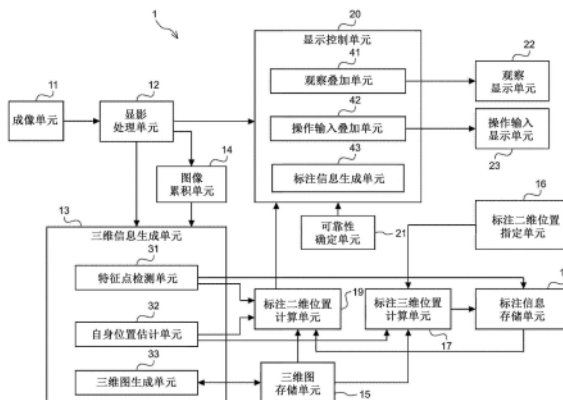 1
20
显示控制单元
41
观察叠加单元
22
观察
显示单元
11
成像单元
12
显影
处理单元
42
操作输入叠加单元
操作输入
显示单元
23
14
图像
累积单元
43
标注信息生成单元
16
标注二维位置
指定单元
13
三维信息生成单元
可靠性
确定单元
21
31
特征点检测单元
标注二维位置
计算单元
19
标注三维位置
计算单元
17
标注信息
存储单元
32
自身位置估计单元
33
三维图生成单元
三维图
存储单元
15